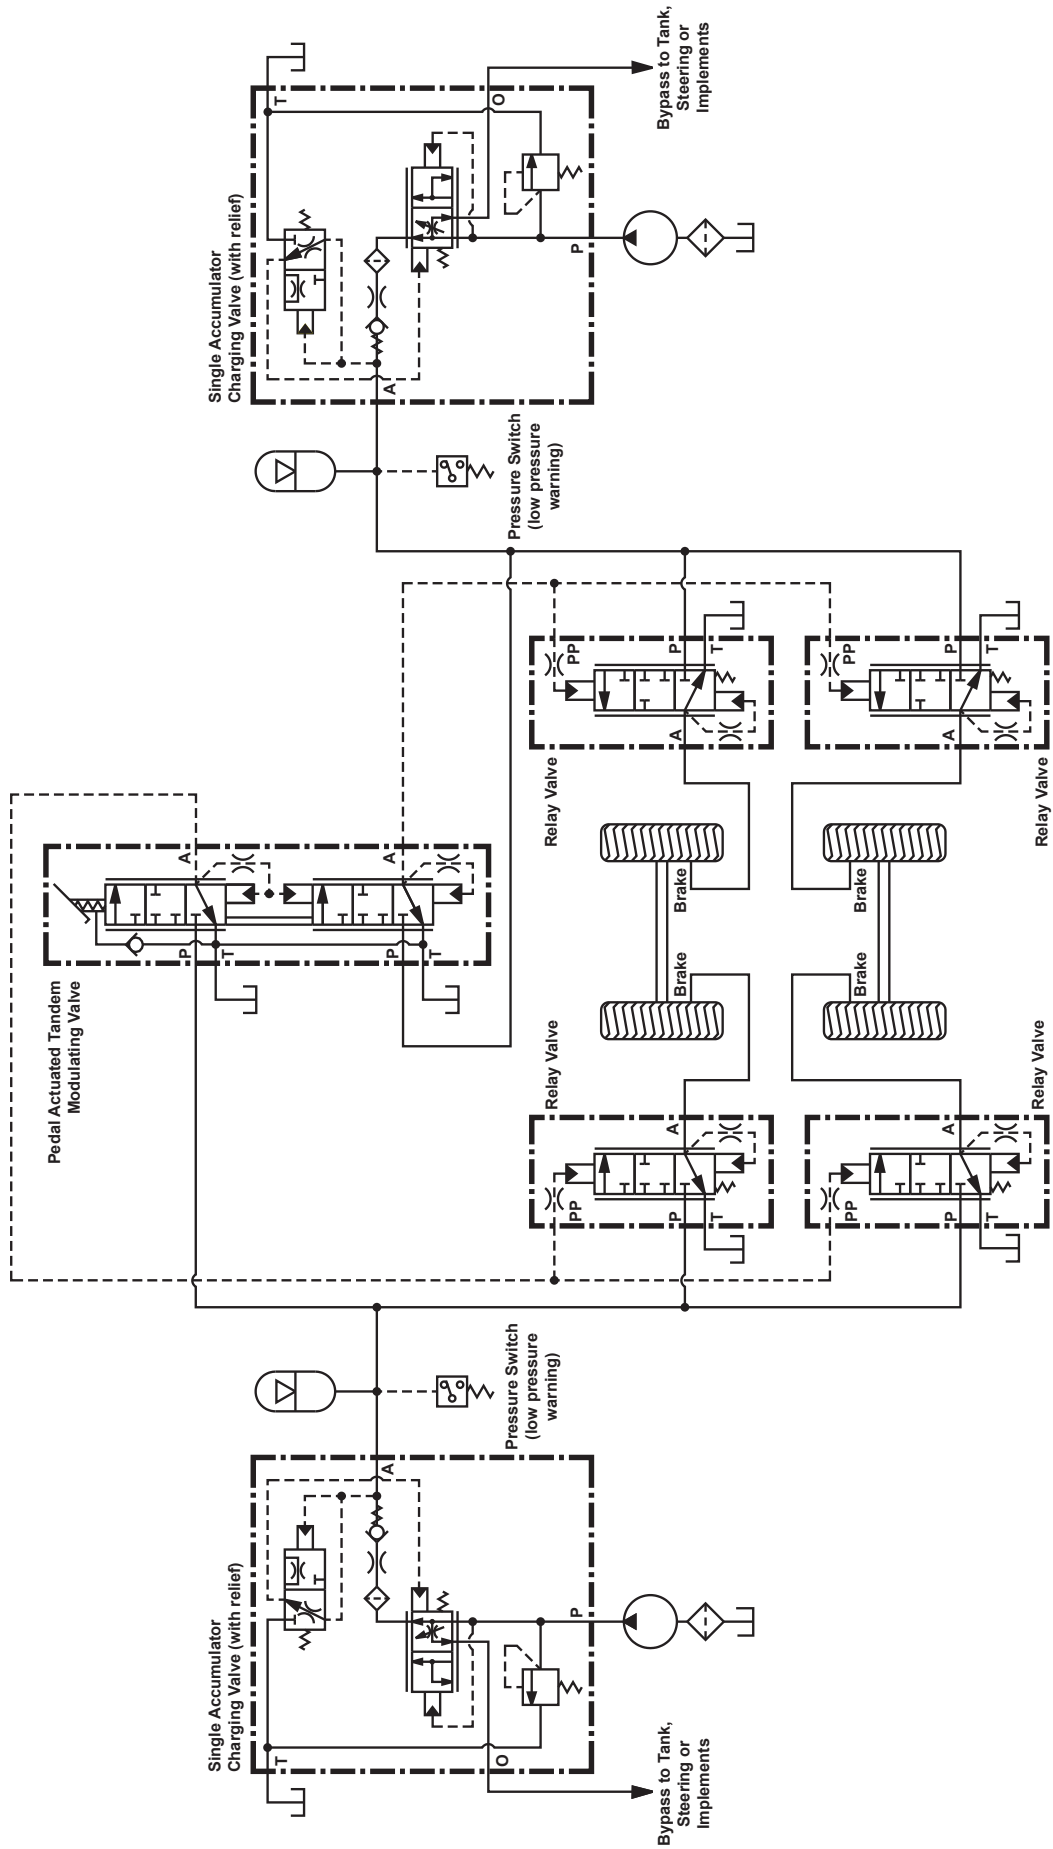 Single Accumulator
Charging Valve (with relief)
T
T
O
P
A
Bypass to Tank,
Steering or
Implements
Pressure Switch
(low pressure
warning)
Relay Valve
PP
P
T
A
Brake
Relay Valve
PP
P
T
A
Brake
Pedal Actuated Tandem
Modulating Valve
A
P
T
A
P
T
Relay Valve
PP
P
T
A
Brake
Relay Valve
PP
P
T
A
Brake
Pressure Switch
(low pressure
warning)
Single Accumulator
Charging Valve (with relief)
T
T
O
P
A
Bypass to Tank,
Steering or
Implements